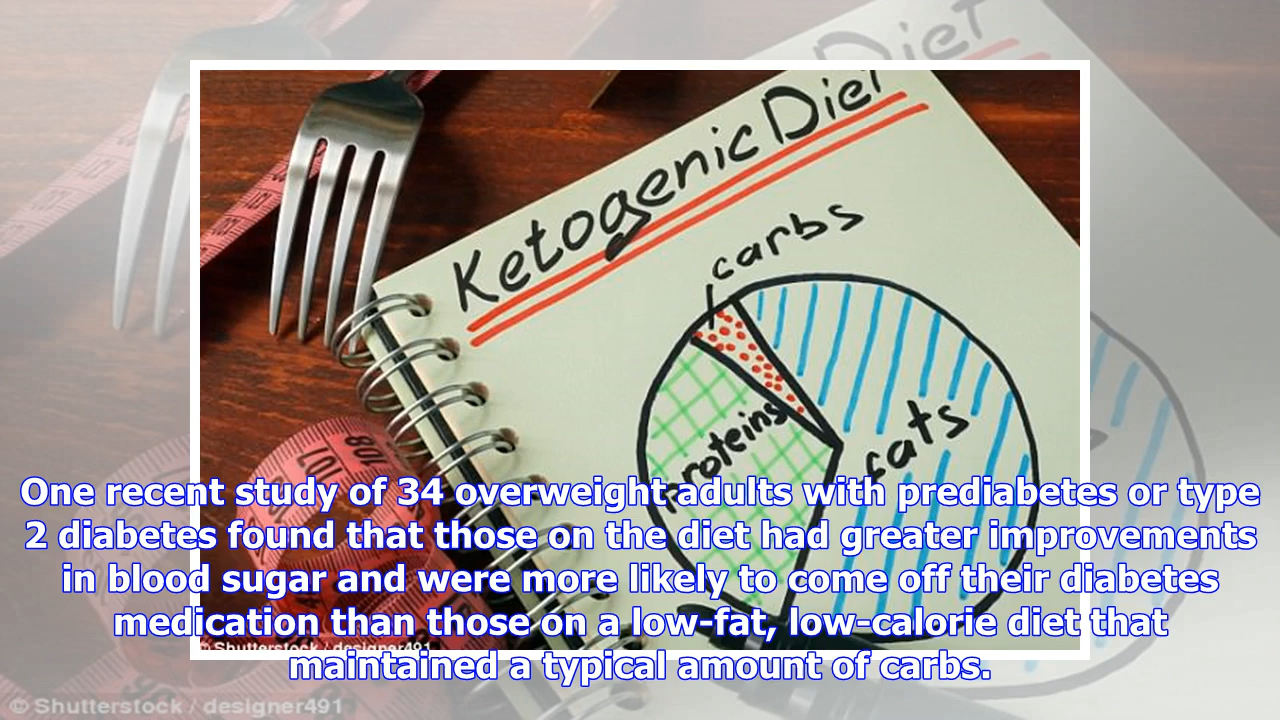 Diet
Ketogenic Diet
carbs
proteins
fats
108
107
One recent study of 34 overweight adults with prediabetes or type
2 diabetes found that those on the diet had greater improvements
in blood sugar and were more likely to come off their diabetes
medication than those on a low-fat, low-calorie diet that
maintained a typical amount of carbs.
© Shutterstock / designer491
© Shutterstock / designer491